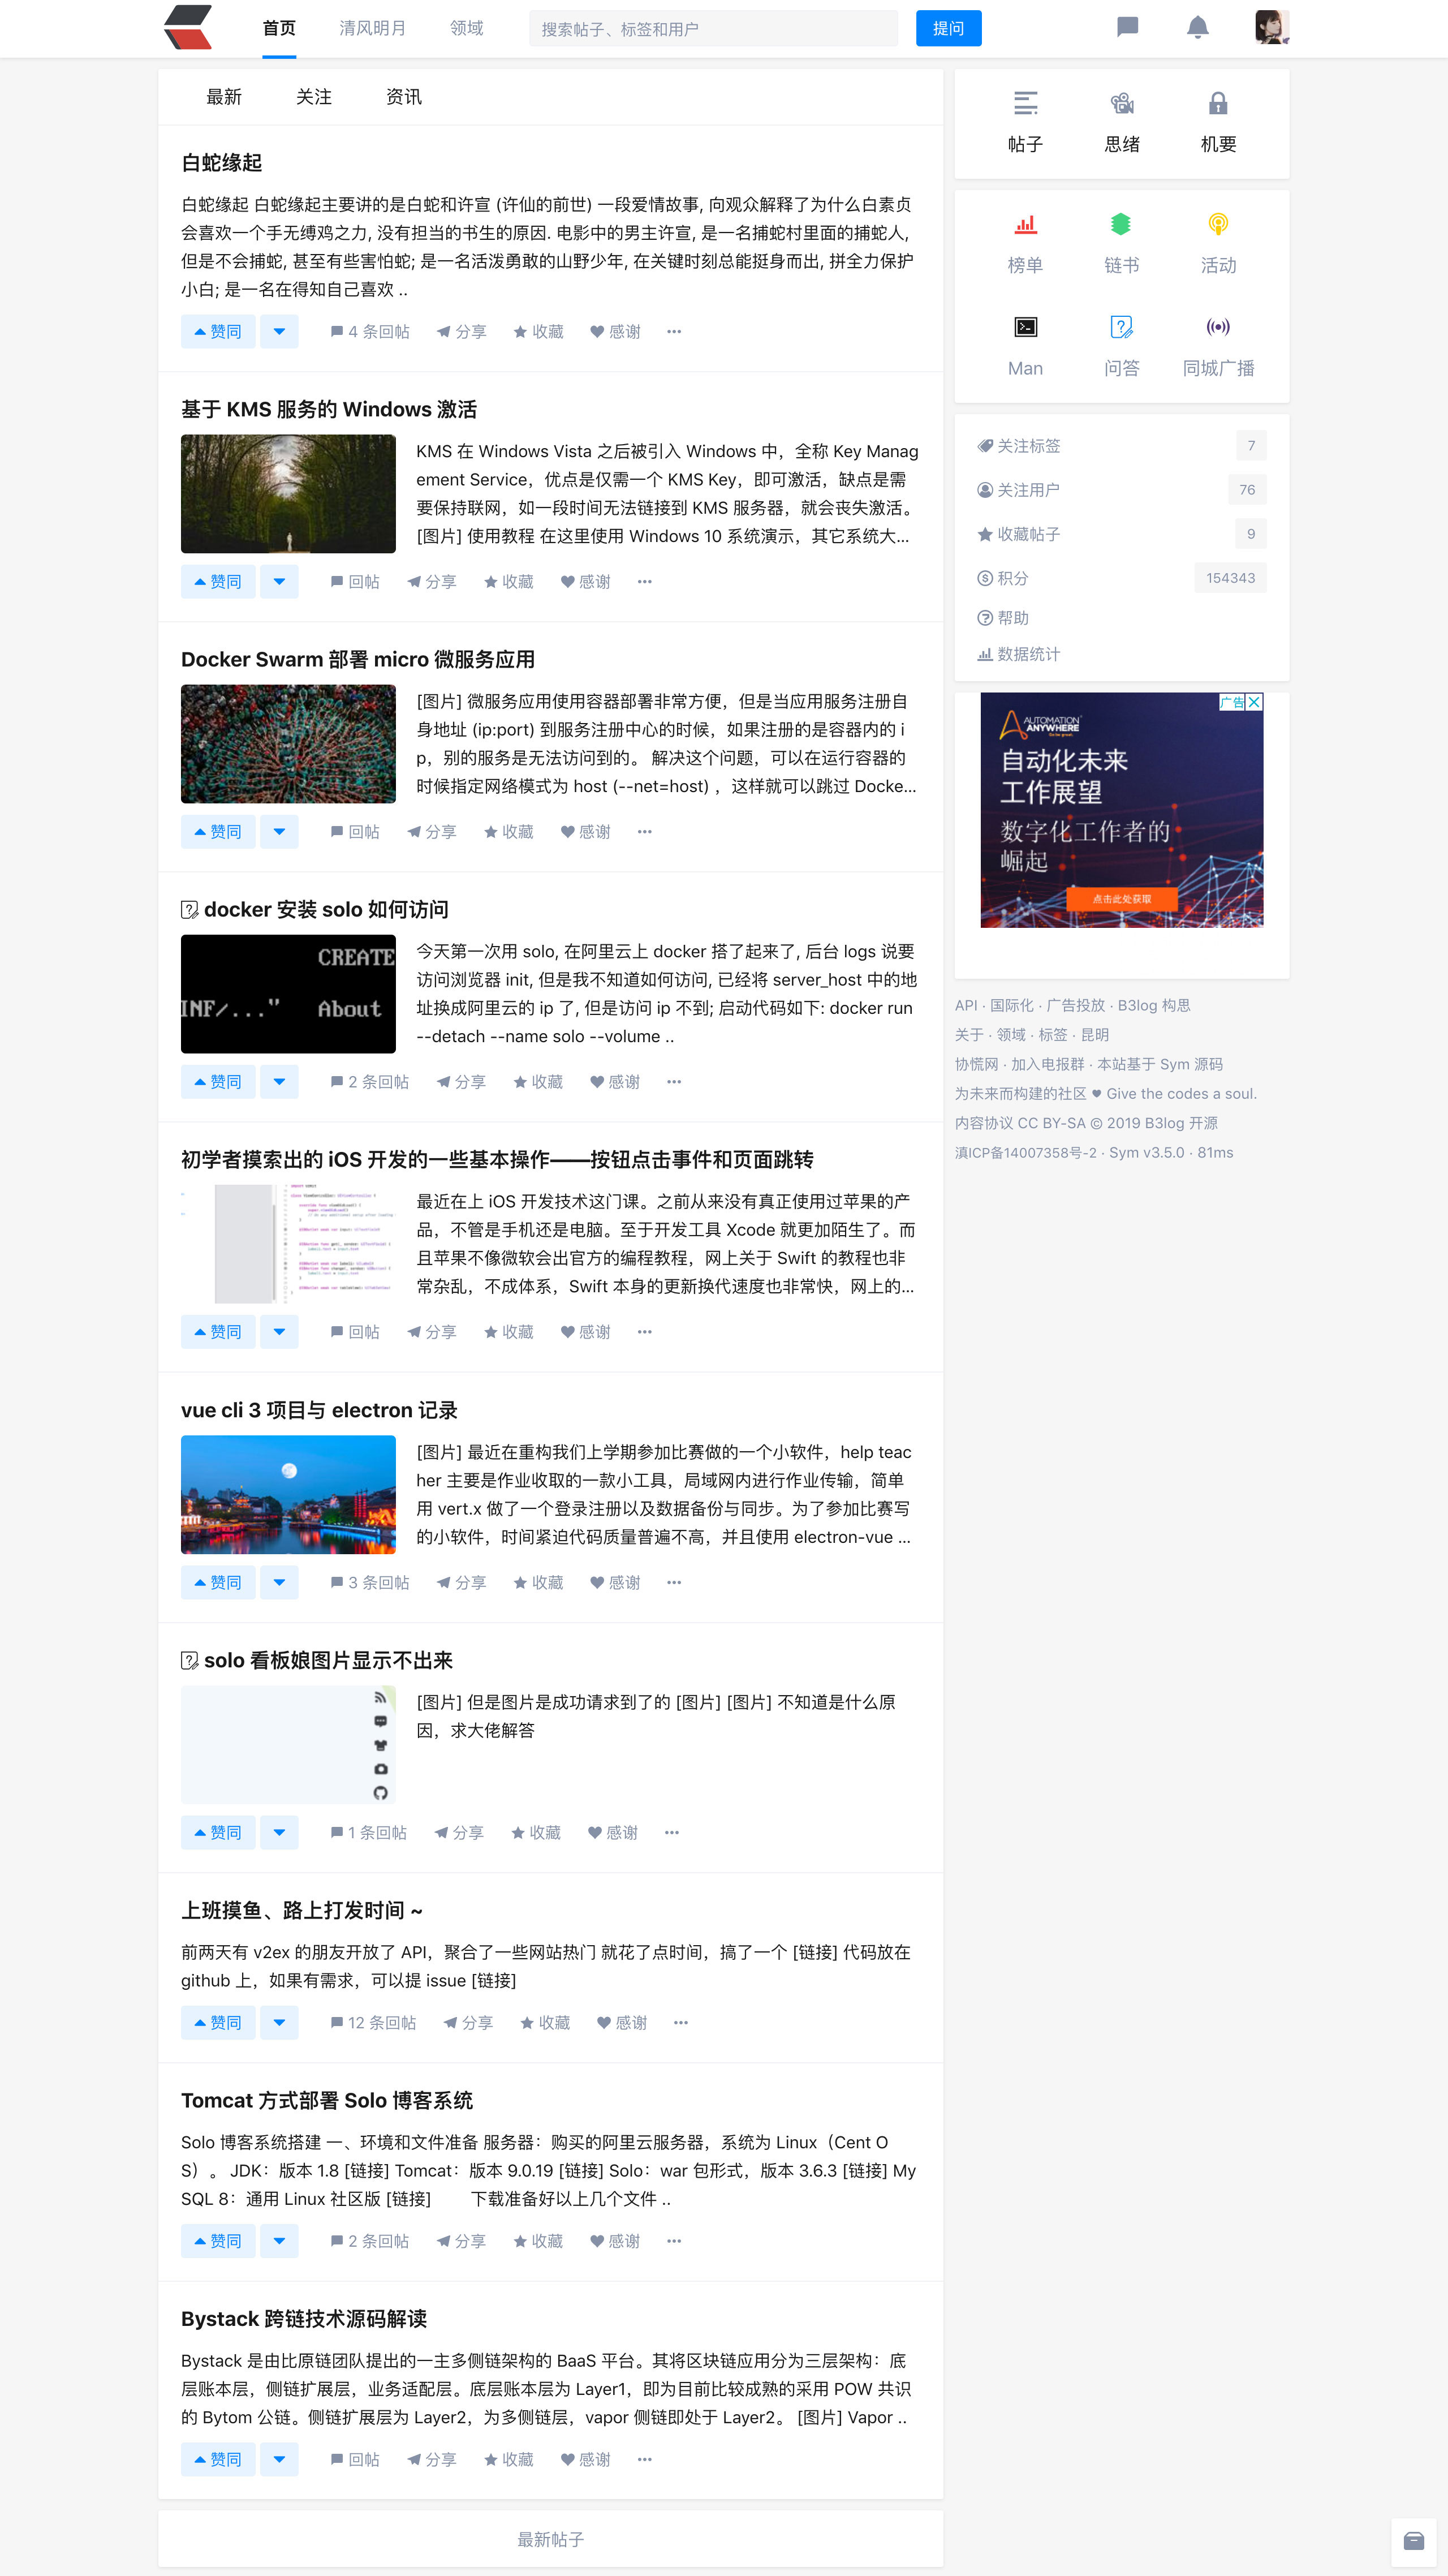 首页 清风明月 领域 搜索帖子、标签和用户 提问
最新 关注 资讯
白蛇缘起
白蛇缘起 白蛇缘起主要讲的是白蛇和许宣 (许仙的前世) 一段爱情故事, 向观众解释了为什么白素贞
会喜欢一个手无缚鸡之力, 没有担当的书生的原因. 电影中的男主许宣, 是一名捕蛇村里面的捕蛇人,
但是不会捕蛇, 甚至有些害怕蛇; 是一名活泼勇敢的山野少年, 在关键时刻总能挺身而出, 拼全力保护
小白; 是一名在得知自己喜欢 ..
赞同 4 条回帖 分享 收藏 感谢
基于 KMS 服务的 Windows 激活
KMS 在 Windows Vista 之后被引入 Windows 中，全称 Key Manag
ement Service，优点是仅需一个 KMS Key，即可激活，缺点是需
要保持联网，如一段时间无法链接到 KMS 服务器，就会丧失激活。
[图片] 使用教程 在这里使用 Windows 10 系统演示，其它系统大...
赞同 回帖 分享 收藏 感谢
Docker Swarm 部署 micro 微服务应用
[图片] 微服务应用使用容器部署非常方便，但是当应用服务注册自
身地址 (ip:port) 到服务注册中心的时候，如果注册的是容器内的 i
p，别的服务是无法访问到的。 解决这个问题，可以在运行容器的
时候指定网络模式为 host (--net=host) ，这样就可以跳过 Docke...
赞同 回帖 分享 收藏 感谢
docker 安装 solo 如何访问
CREATE
INF/..." About
今天第一次用 solo, 在阿里云上 docker 搭了起来了, 后台 logs 说要
访问浏览器 init, 但是我不知道如何访问, 已经将 server_host 中的地
址换成阿里云的 ip 了, 但是访问 ip 不到; 启动代码如下: docker run
--detach --name solo --volume ..
赞同 2 条回帖 分享 收藏 感谢
初学者摸索出的 iOS 开发的一些基本操作——按钮点击事件和页面跳转
最近在上 iOS 开发技术这门课。之前从来没有真正使用过苹果的产
品，不管是手机还是电脑。至于开发工具 Xcode 就更加陌生了。而
且苹果不像微软会出官方的编程教程，网上关于 Swift 的教程也非
常杂乱，不成体系，Swift 本身的更新换代速度也非常快，网上的...
赞同 回帖 分享 收藏 感谢
vue cli 3 项目与 electron 记录
[图片] 最近在重构我们上学期参加比赛做的一个小软件，help teac
her 主要是作业收取的一款小工具，局域网内进行作业传输，简单
用 vert.x 做了一个登录注册以及数据备份与同步。为了参加比赛写
的小软件，时间紧迫代码质量普遍不高，并且使用 electron-vue ...
赞同 3 条回帖 分享 收藏 感谢
solo 看板娘图片显示不出来
[图片] 但是图片是成功请求到了的 [图片] [图片] 不知道是什么原
因，求大佬解答
赞同 1 条回帖 分享 收藏 感谢
上班摸鱼、路上打发时间 ~
前两天有 v2ex 的朋友开放了 API，聚合了一些网站热门 就花了点时间，搞了一个 [链接] 代码放在
github 上，如果有需求，可以提 issue [链接]
赞同 12 条回帖 分享 收藏 感谢
Tomcat 方式部署 Solo 博客系统
Solo 博客系统搭建 一、环境和文件准备 服务器：购买的阿里云服务器，系统为 Linux（Cent O
S）。 JDK：版本 1.8 [链接] Tomcat：版本 9.0.19 [链接] Solo：war 包形式，版本 3.6.3 [链接] My
SQL 8：通用 Linux 社区版 [链接] 下载准备好以上几个文件 ..
赞同 2 条回帖 分享 收藏 感谢
Bystack 跨链技术源码解读
Bystack 是由比原链团队提出的一主多侧链架构的 BaaS 平台。其将区块链应用分为三层架构：底
层账本层，侧链扩展层，业务适配层。底层账本层为 Layer1，即为目前比较成熟的采用 POW 共识
的 Bytom 公链。侧链扩展层为 Layer2，为多侧链层，vapor 侧链即处于 Layer2。 [图片] Vapor ..
赞同 回帖 分享 收藏 感谢
最新帖子
帖子 思绪 机要
榜单 链书 活动
Man 问答 同城广播
关注标签 7
关注用户 76
收藏帖子 9
积分 154343
帮助
数据统计
广告
AUTOMATION
ANYWHERE
Go be great.
自动化未来
工作展望
数字化工作者的
崛起
点击此处获取
API · 国际化 · 广告投放 · B3log 构思
关于 · 领域 · 标签 · 昆明
协慌网 · 加入电报群 · 本站基于 Sym 源码
为未来而构建的社区 ♥ Give the codes a soul.
内容协议 CC BY-SA © 2019 B3log 开源
滇ICP备14007358号-2 · Sym v3.5.0 · 81ms